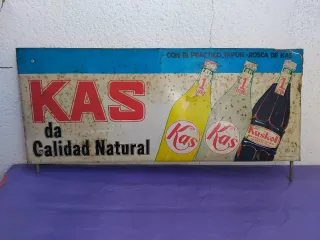 CON EL PRACTICO TAPON-ROSCA DE KAS
KAS
da
Calidad Natural
Kas
Kas
Kaskol